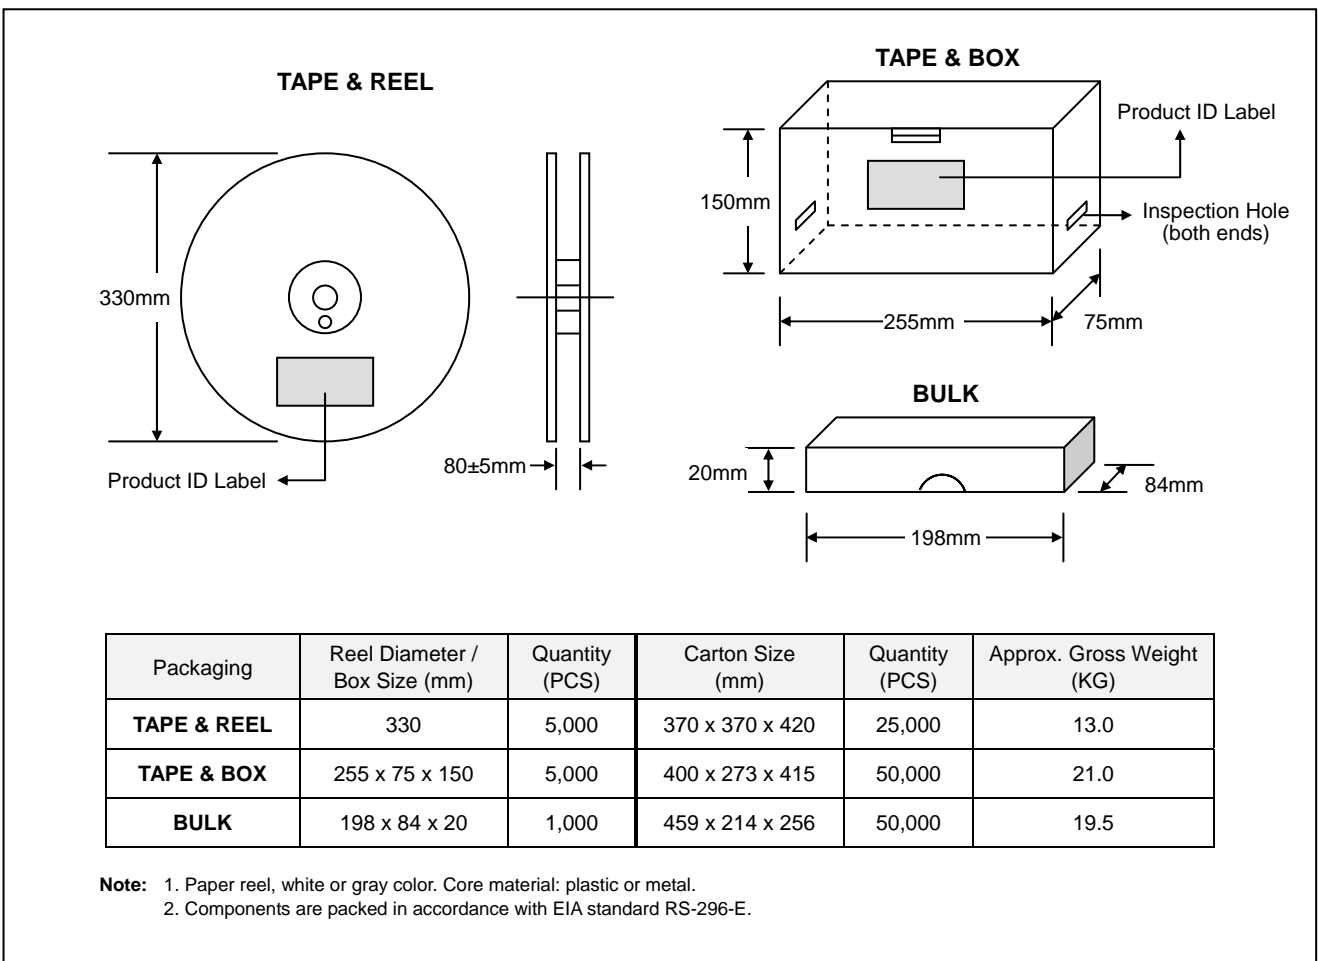 TAPE & REEL
330mm
Product ID Label
80±5mm
TAPE & BOX
Product ID Label
150mm
Inspection Hole
(both ends)
255mm
75mm
BULK
20mm
84mm
198mm
Packaging
Reel Diameter /
Box Size (mm)
Quantity
(PCS)
Carton Size
(mm)
Quantity
(PCS)
Approx. Gross Weight
(KG)
TAPE & REEL 330 5,000 370 x 370 x 420 25,000 13.0
TAPE & BOX 255 x 75 x 150 5,000 400 x 273 x 415 50,000 21.0
BULK 198 x 84 x 20 1,000 459 x 214 x 256 50,000 19.5
Note: 1. Paper reel, white or gray color. Core material: plastic or metal.
2. Components are packed in accordance with EIA standard RS-296-E.